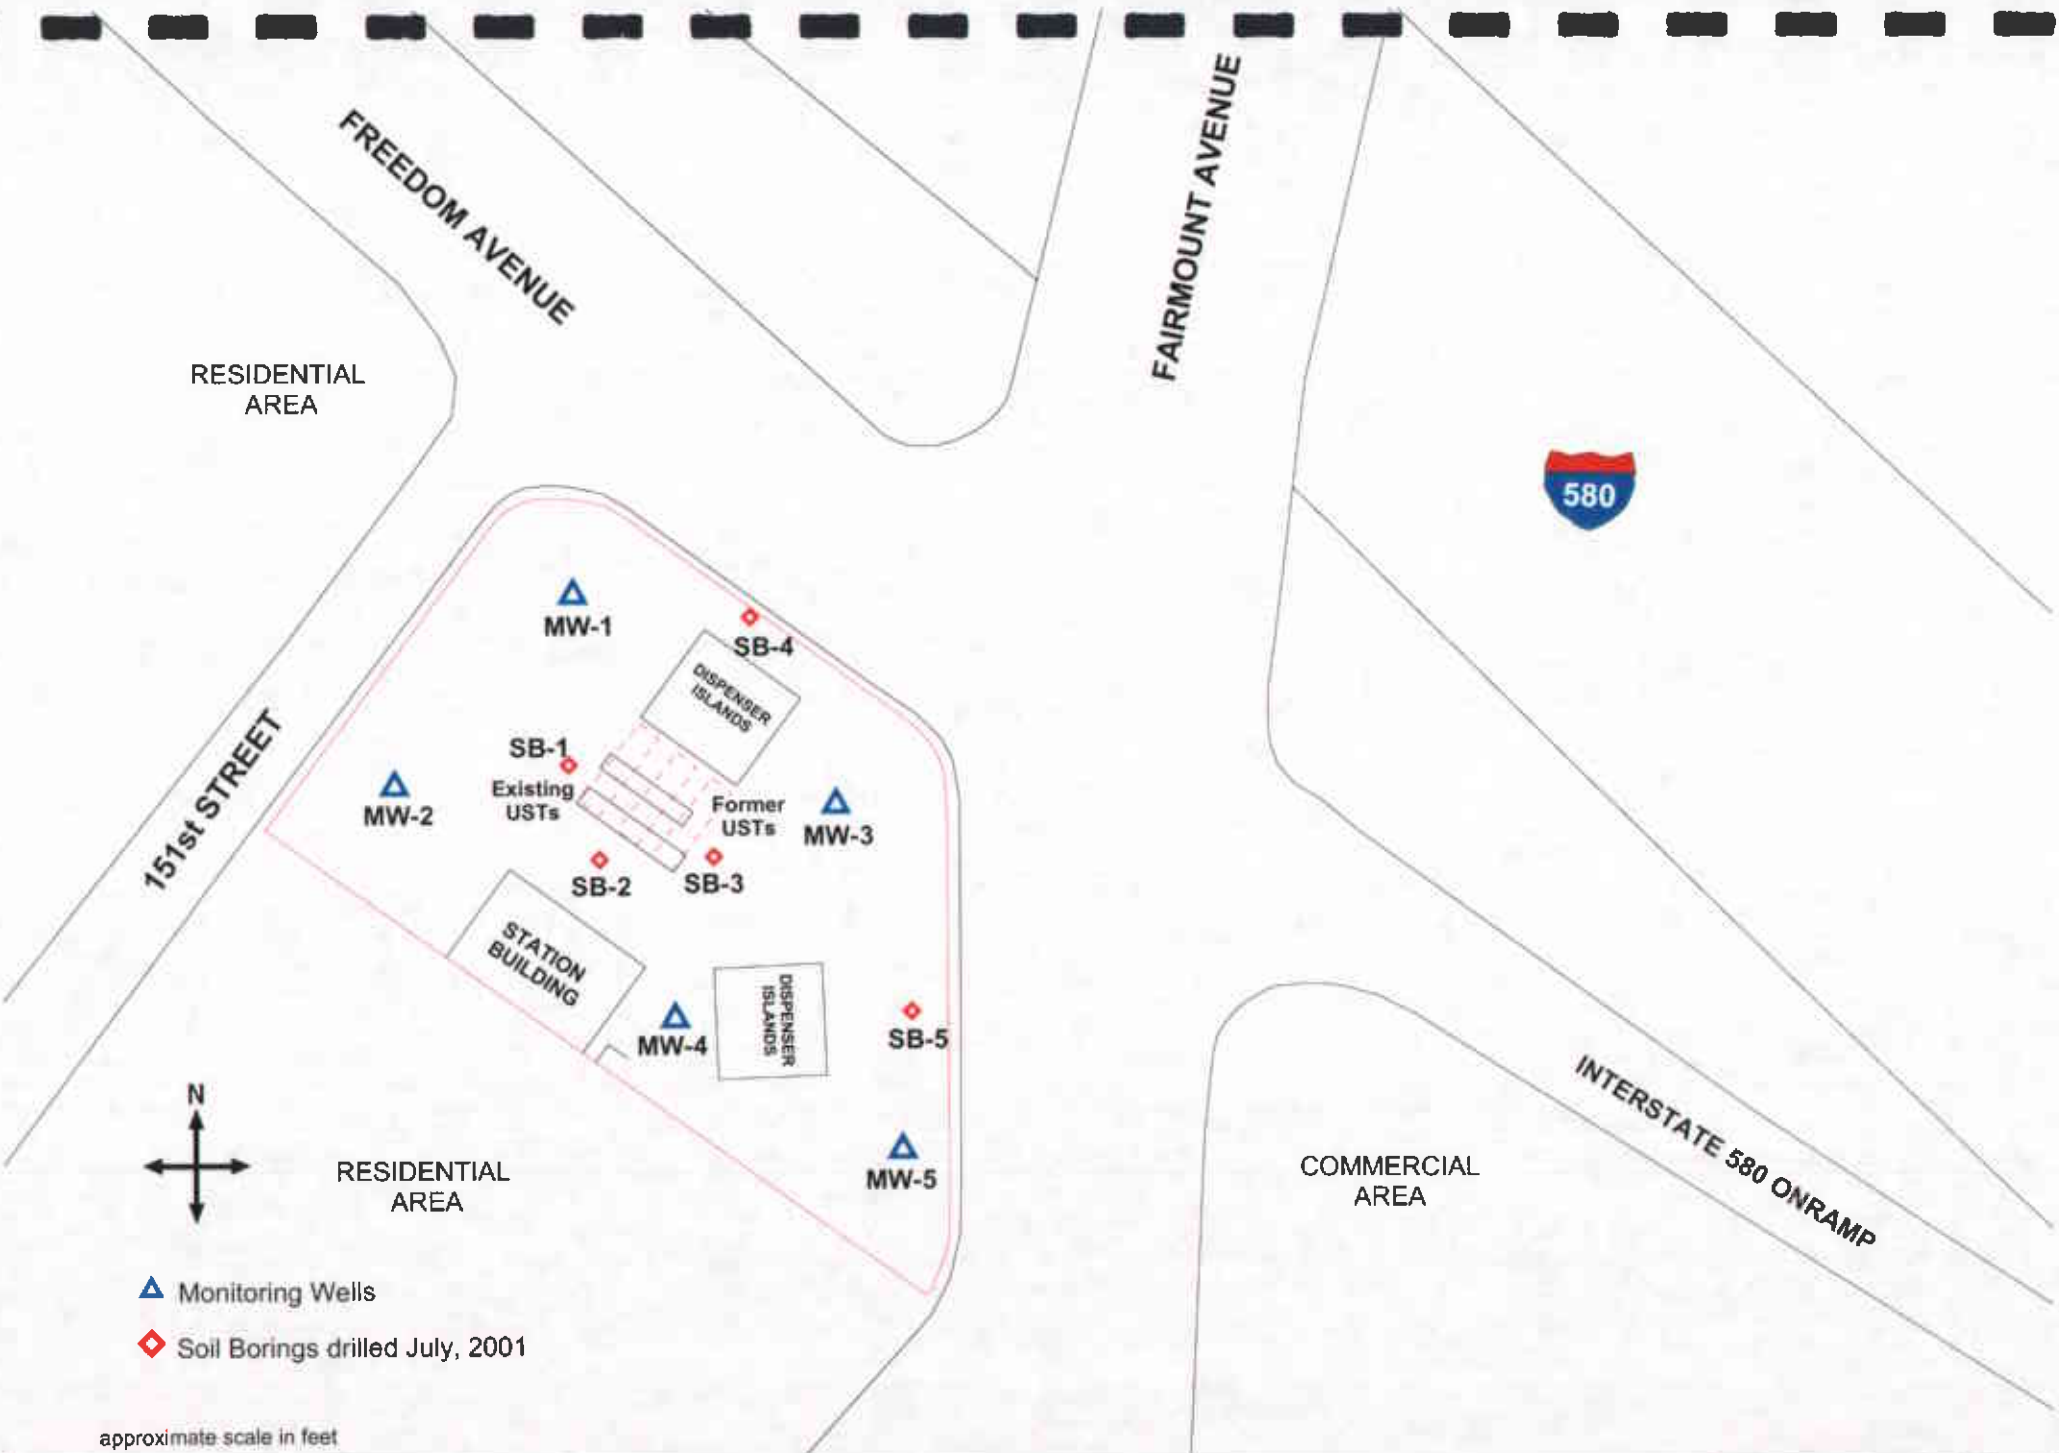 FREEDOM AVENUE
FAIRMOUNT AVENUE
RESIDENTIAL
AREA
580
MW-1
SB-4
DISPENSER
ISLANDS
151st STREET
SB-1
MW-2
Existing
USTs
Former
USTs
MW-3
SB-2
SB-3
STATION
BUILDING
MW-4
DISPENSER
ISLANDS
SB-5
MW-5
N
RESIDENTIAL
AREA
COMMERCIAL
AREA
INTERSTATE 580 ONRAMP
Monitoring Wells
Soil Borings drilled July, 2001
approximate scale in feet